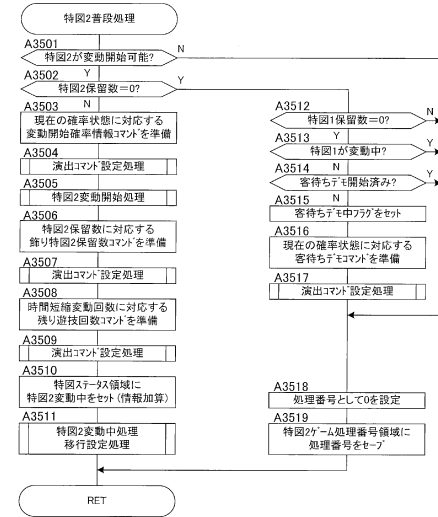 特図2普段処理
A3501
特図2が変動開始可能?
N
Y
A3502
特図2保留数=0?
Y
N
A3503
現在の確率状態に対応する
変動開始確率情報コマンドを準備
A3504
演出コマンド設定処理
A3505
特図2変動開始処理
A3506
特図2保留数に対応する
飾り特図2保留数コマンドを準備
A3507
演出コマンド設定処理
A3508
時間短縮変動回数に対応する
残り遊技回数コマンドを準備
A3509
演出コマンド設定処理
A3510
特図ステータス領域に
特図2変動中をセット(情報加算)
A3511
特図2変動中処理
移行設定処理
RET
A3512
特図1保留数=0?
N
Y
A3513
特図1が変動中?
Y
N
A3514
客待ちデモ開始済み?
Y
N
A3515
客待ちデモ中フラグをセット
A3516
現在の確率状態に対応する
客待ちデモコマンドを準備
A3517
演出コマンド設定処理
A3518
処理番号として0を設定
A3519
特図2ゲーム処理番号領域に
処理番号をセーブ